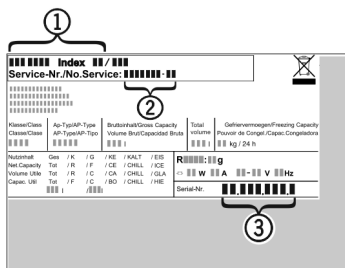 1
Index /
Service-Nr./No.Service: -
2
Klasse/Class Ap-Typ/AP-Type Bruttoinhalt/Gross Capacity Total Gefriervermoegen/Freezing Capacity
Classe/Clase AP-Type/AP-Tipo Volume Brut/Capacidad Bruta volume Pouvoir de Congel./Capac.Congeladora
l l kg / 24 h
Nutzinhalt Ges / K / G / KE / KALT / EIS
Net.Capacity Tot / R / F / CE / CHILL / ICE
Volume Utile Tot / R / C / CA / CHILL / GLA
Capac. Util Tot / F / C / BO / CHILL / HIE
l / l
R : g
W A - V Hz
Serial-Nr. . . .
3